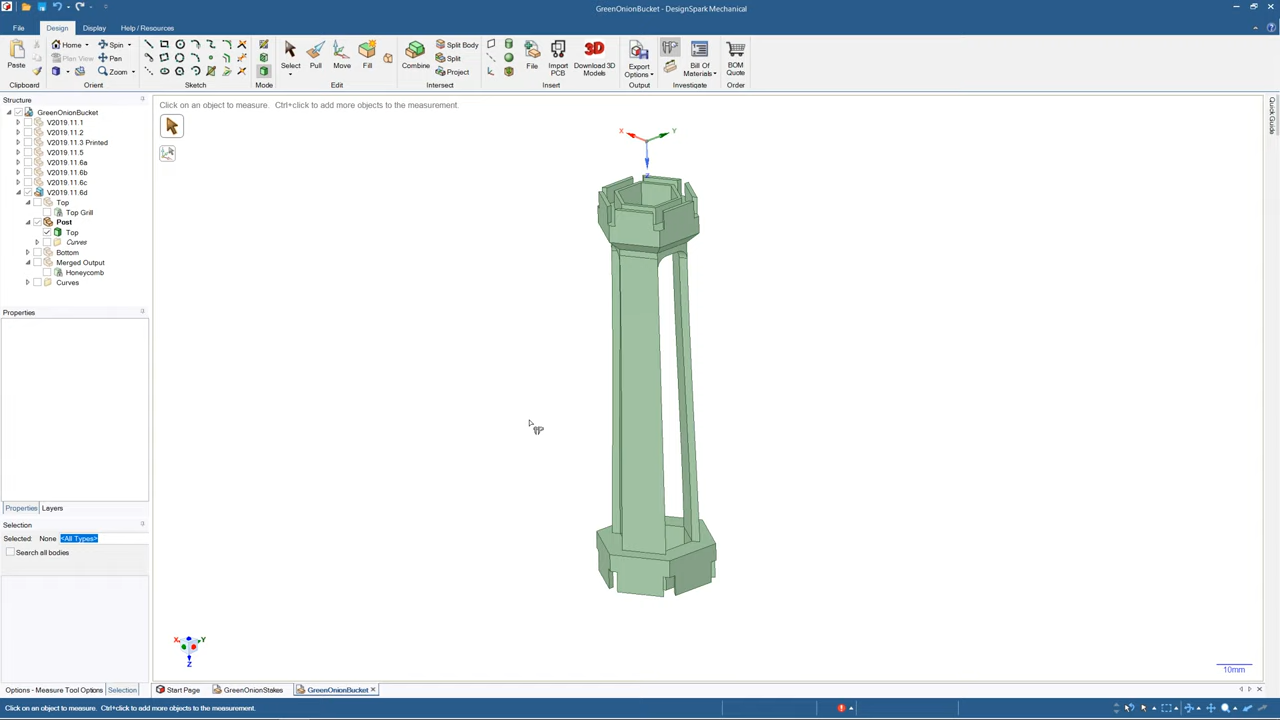 GreenOnionBucket - DesignSpark Mechanical
File
Design
Display
Help / Resources
Paste
Home
Plan View
Spin
Pan
Zoom
Select
Pull
Move
Fill
Combine
Split Body
Split
Project
File
Import PCB
Download 3D Models
Export Options
Bill Of Materials
BOM Quote
Clipboard
Orient
Sketch
Mode
Edit
Intersect
Insert
Output
Investigate
Order
Structure
GreenOnionBucket
V2019.11.1
V2019.11.2
V2019.11.3 Printed
V2019.11.5
V2019.11.6a
V2019.11.6b
V2019.11.6c
V2019.11.6d
Top
Top Grill
Post
Top
Curves
Bottom
Merged Output
Honeycomb
Curves
Properties
Properties
Layers
Selection
Selected: None <All Types>
Search all bodies
Options - Measure Tool Options
Selection
Click on an object to measure. Ctrl+click to add more objects to the measurement.
X
Y
Z
X
Y
Z
10mm
Quick Guide
Start Page
GreenOnionStakes
GreenOnionBucket
Click on an object to measure. Ctrl+click to add more objects to the measurement.